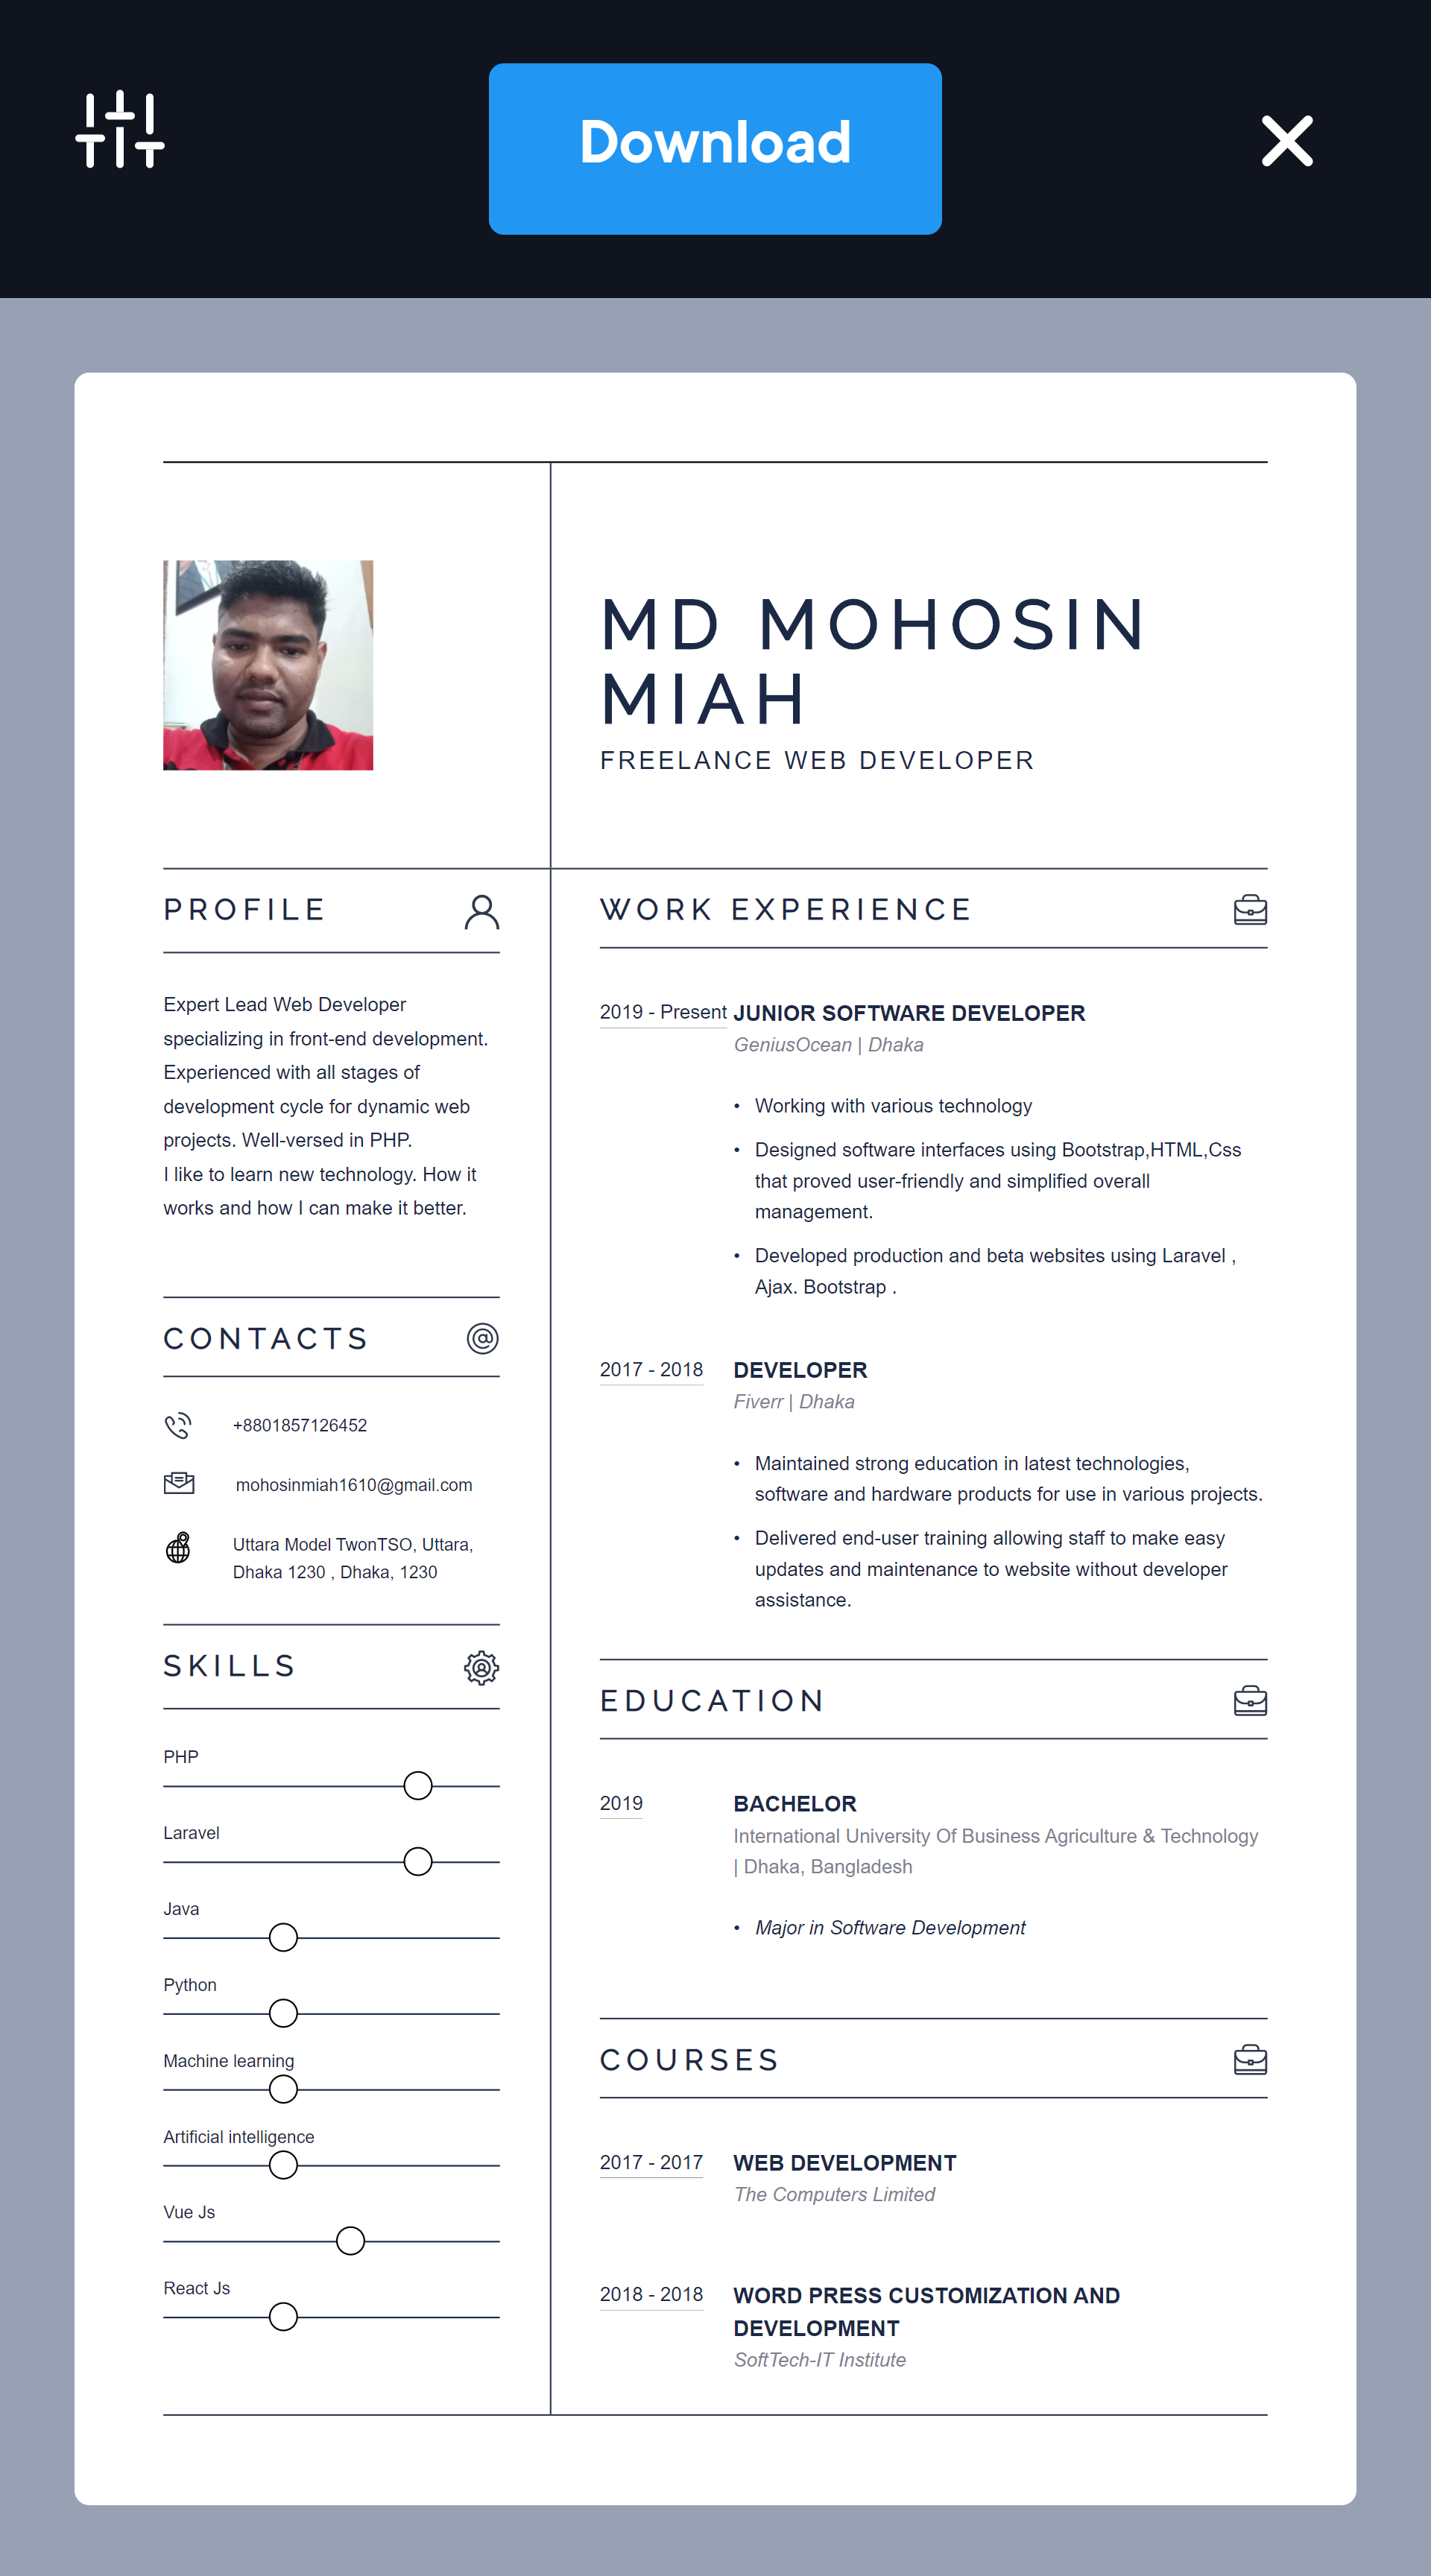 Download
MD MOHOSIN
MIAH
FREELANCE WEB DEVELOPER
PROFILE
Expert Lead Web Developer
specializing in front-end development.
Experienced with all stages of
development cycle for dynamic web
projects. Well-versed in PHP.
I like to learn new technology. How it
works and how I can make it better.
CONTACTS
+8801857126452
mohosinmiah1610@gmail.com
Uttara Model TwonTSO, Uttara,
Dhaka 1230 , Dhaka, 1230
SKILLS
PHP
Laravel
Java
Python
Machine learning
Artificial intelligence
Vue Js
React Js
WORK EXPERIENCE
2019 - Present JUNIOR SOFTWARE DEVELOPER
GeniusOcean | Dhaka
• Working with various technology
• Designed software interfaces using Bootstrap,HTML,Css
that proved user-friendly and simplified overall
management.
• Developed production and beta websites using Laravel ,
Ajax. Bootstrap .
2017 - 2018 DEVELOPER
Fiverr | Dhaka
• Maintained strong education in latest technologies,
software and hardware products for use in various projects.
• Delivered end-user training allowing staff to make easy
updates and maintenance to website without developer
assistance.
EDUCATION
2019 BACHELOR
International University Of Business Agriculture & Technology
| Dhaka, Bangladesh
• Major in Software Development
COURSES
2017 - 2017 WEB DEVELOPMENT
The Computers Limited
2018 - 2018 WORD PRESS CUSTOMIZATION AND
DEVELOPMENT
SoftTech-IT Institute